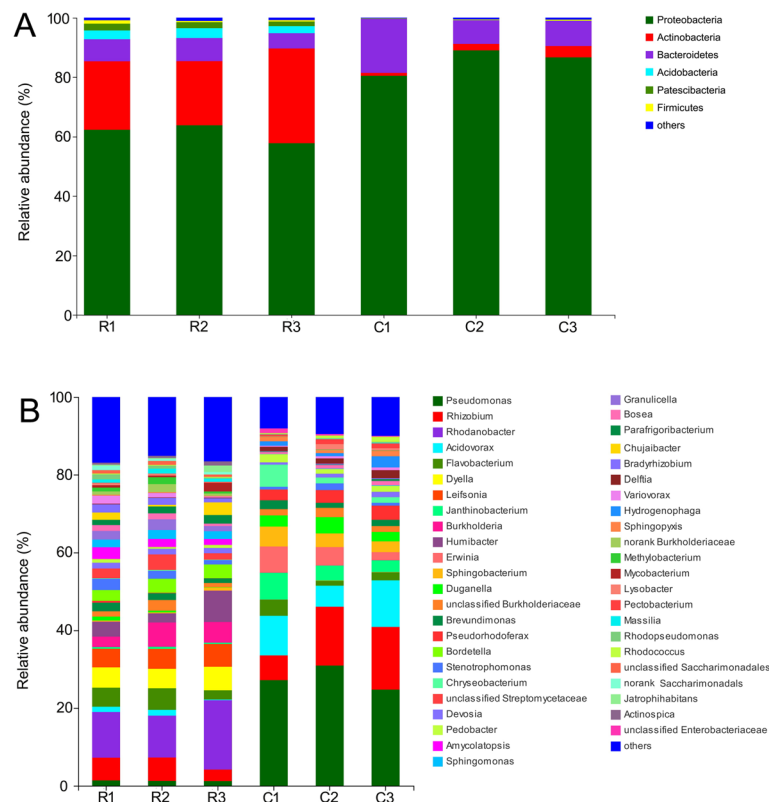 A
Relative abundance (%)
100
80
60
40
20
0
R1 R2 R3 C1 C2 C3
Proteobacteria
Actinobacteria
Bacteroidetes
Acidobacteria
Patescibacteria
Firmicutes
others
B
Relative abundance (%)
100
80
60
40
20
0
R1 R2 R3 C1 C2 C3
Pseudomonas
Rhizobium
Rhodanobacter
Acidovorax
Flavobacterium
Dyella
Leifsonia
Janthinobacterium
Burkholderia
Humibacter
Erwinia
Sphingobacterium
Duganella
unclassified Burkholderiaceae
Brevundimonas
Pseudorhodoferax
Bordetella
Stenotrophomonas
Chryseobacterium
unclassified Streptomycetaceae
Devosia
Pedobacter
Amycolatopsis
Sphingomonas
Granulicella
Bosea
Parafrigoribacterium
Chujaibacter
Bradyrhizobium
Delftia
Variovorax
Hydrogenophaga
Sphingopyxis
norank Burkholderiaceae
Methylobacterium
Mycobacterium
Lysobacter
Pectobacterium
Massilia
Rhodopseudomonas
Rhodococcus
unclassified Saccharimonadales
norank Saccharimonadals
Jatrophihabitans
Actinospica
unclassified Enterobacteriaceae
others